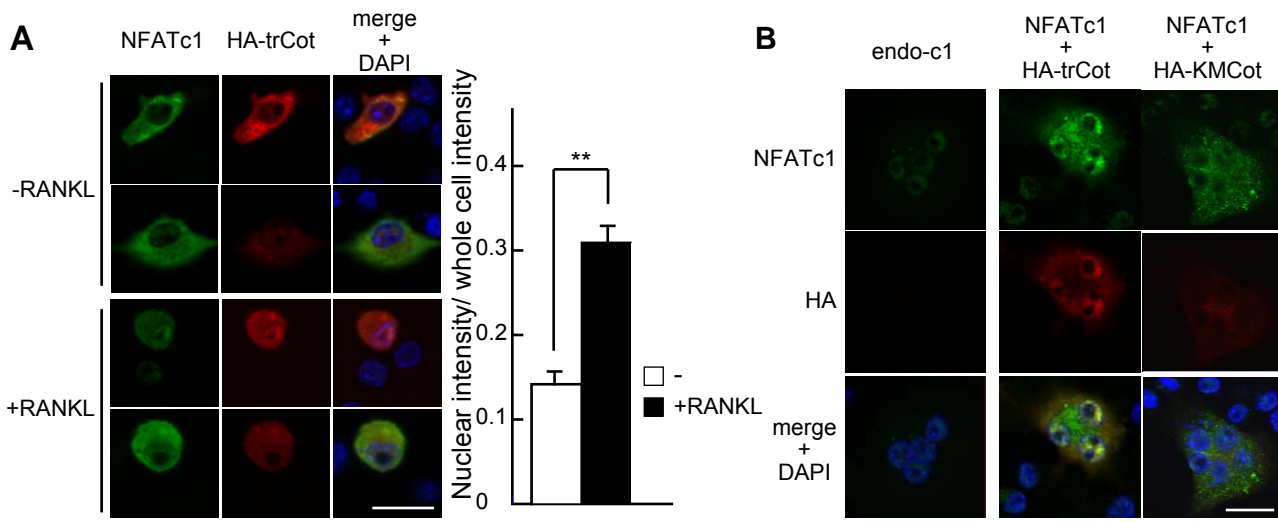 A
NFATc1
HA-trCot
merge
+
DAPI
-RANKL
+RANKL
Nuclear intensity/ whole cell intensity
0.4
0.3
0.2
0.1
0
**
-
+RANKL
B
endo-c1
NFATc1
+
HA-trCot
NFATc1
+
HA-KMCot
NFATc1
HA
merge
+
DAPI